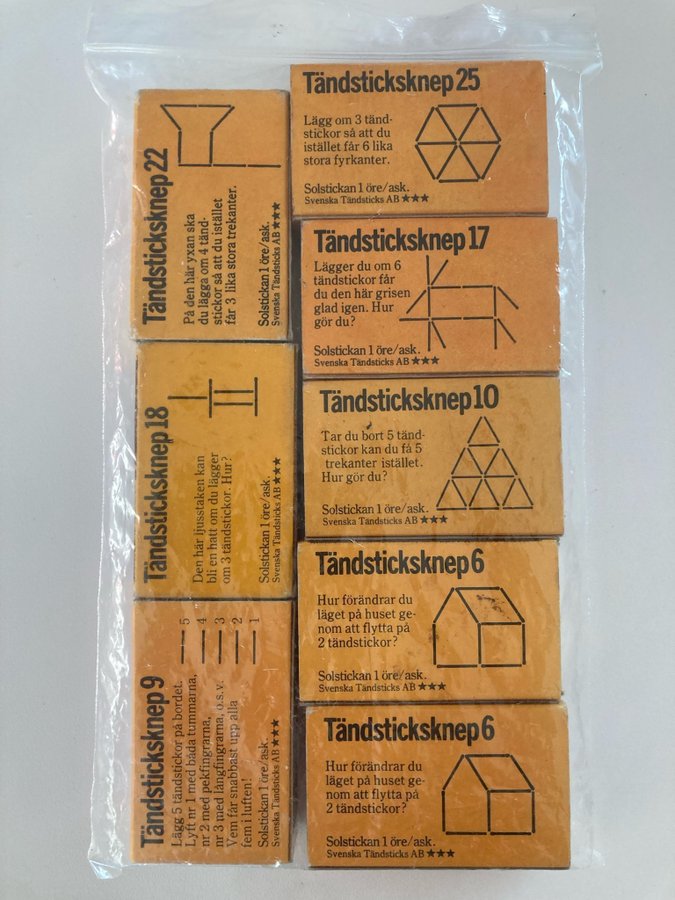 Tändsticksknep 22
På den här yxan ska
du lägga om 4 tänd-
stickor så att du istället
får 3 lika stora trekanter.
Solstickan 1 öre/ask.
Svenska Tändsticks AB ★★★
Tändsticksknep 18
Den här ljusstaken kan
bli en hatt om du lägger
om 3 tändstickor. Hur?
Solstickan 1 öre/ask.
Svenska Tändsticks AB ★★★
Tändsticksknep 9
Lägg 5 tändstickor på bordet.
Lyft nr 1 med båda tummarna,
nr 2 med pekfingrarna,
nr 3 med långfingrarna, o.s.v.
Vem får snabbast upp alla
fem i luften!
Solstickan 1 öre/ask.
Svenska Tändsticks AB ★★★
5
4
3
2
1
Tändsticksknep 25
Lägg om 3 tänd-
stickor så att du
istället får 6 lika
stora fyrkanter.
Solstickan 1 öre/ask.
Svenska Tändsticks AB ★★★
Tändsticksknep 17
Lägger du om 6
tändstickor får
du den här grisen
glad igen. Hur
gör du?
Solstickan 1 öre/ask.
Svenska Tändsticks AB ★★★
Tändsticksknep 10
Tar du bort 5 tänd-
stickor kan du få 5
trekanter istället.
Hur gör du?
Solstickan 1 öre/ask.
Svenska Tändsticks AB ★★★
Tändsticksknep 6
Hur förändrar du
läget på huset ge-
nom att flytta på
2 tändstickor?
Solstickan 1 öre/ask.
Svenska Tändsticks AB ★★★
Tändsticksknep 6
Hur förändrar du
läget på huset ge-
nom att flytta på
2 tändstickor?
Solstickan 1 öre/ask.
Svenska Tändsticks AB ★★★